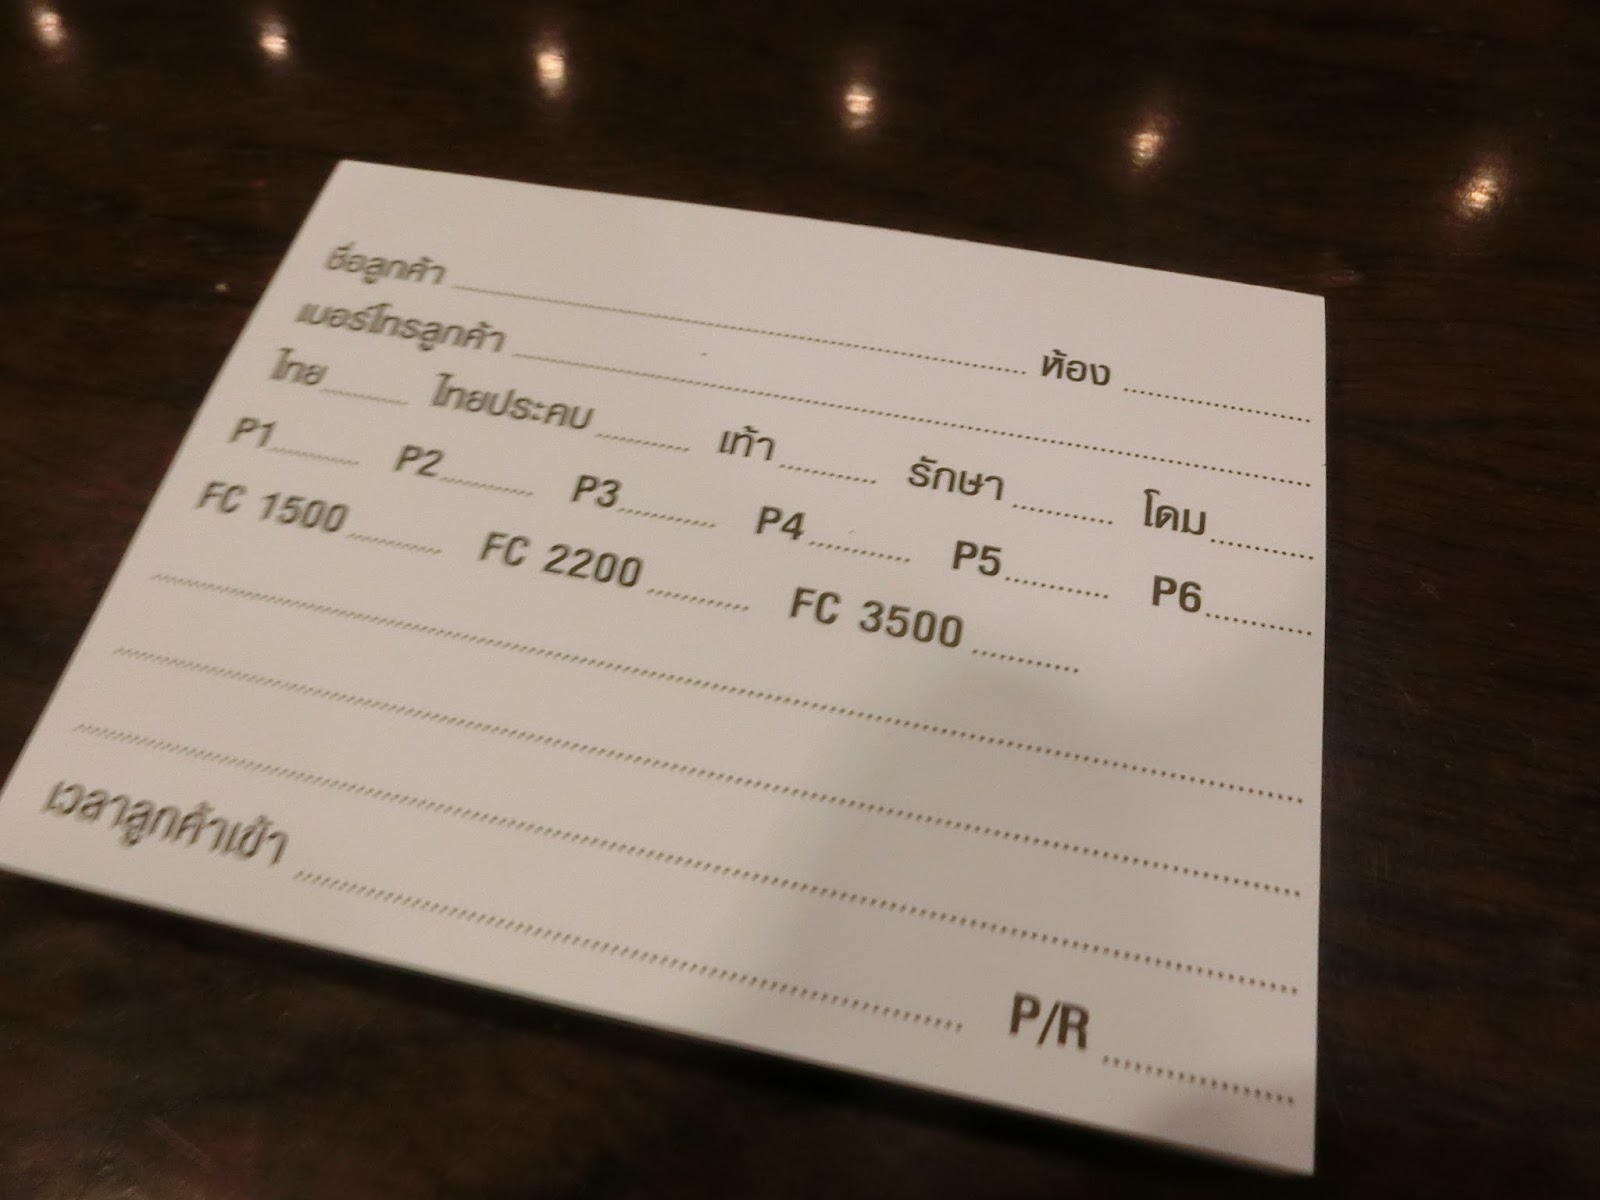 ชื่อลูกค้า ........ ห้อง ........
เบอร์โทรลูกค้า ........
ไทย ........ ไทยประคบ ........ เท้า ........ รักษา ........ โดม ........
P1 ........ P2 ........ P3 ........ P4 ........ P5 ........ P6 ........
FC 1500 ........ FC 2200 ........ FC 3500 ........
เวลาลูกค้าเข้า ........ P/R ........